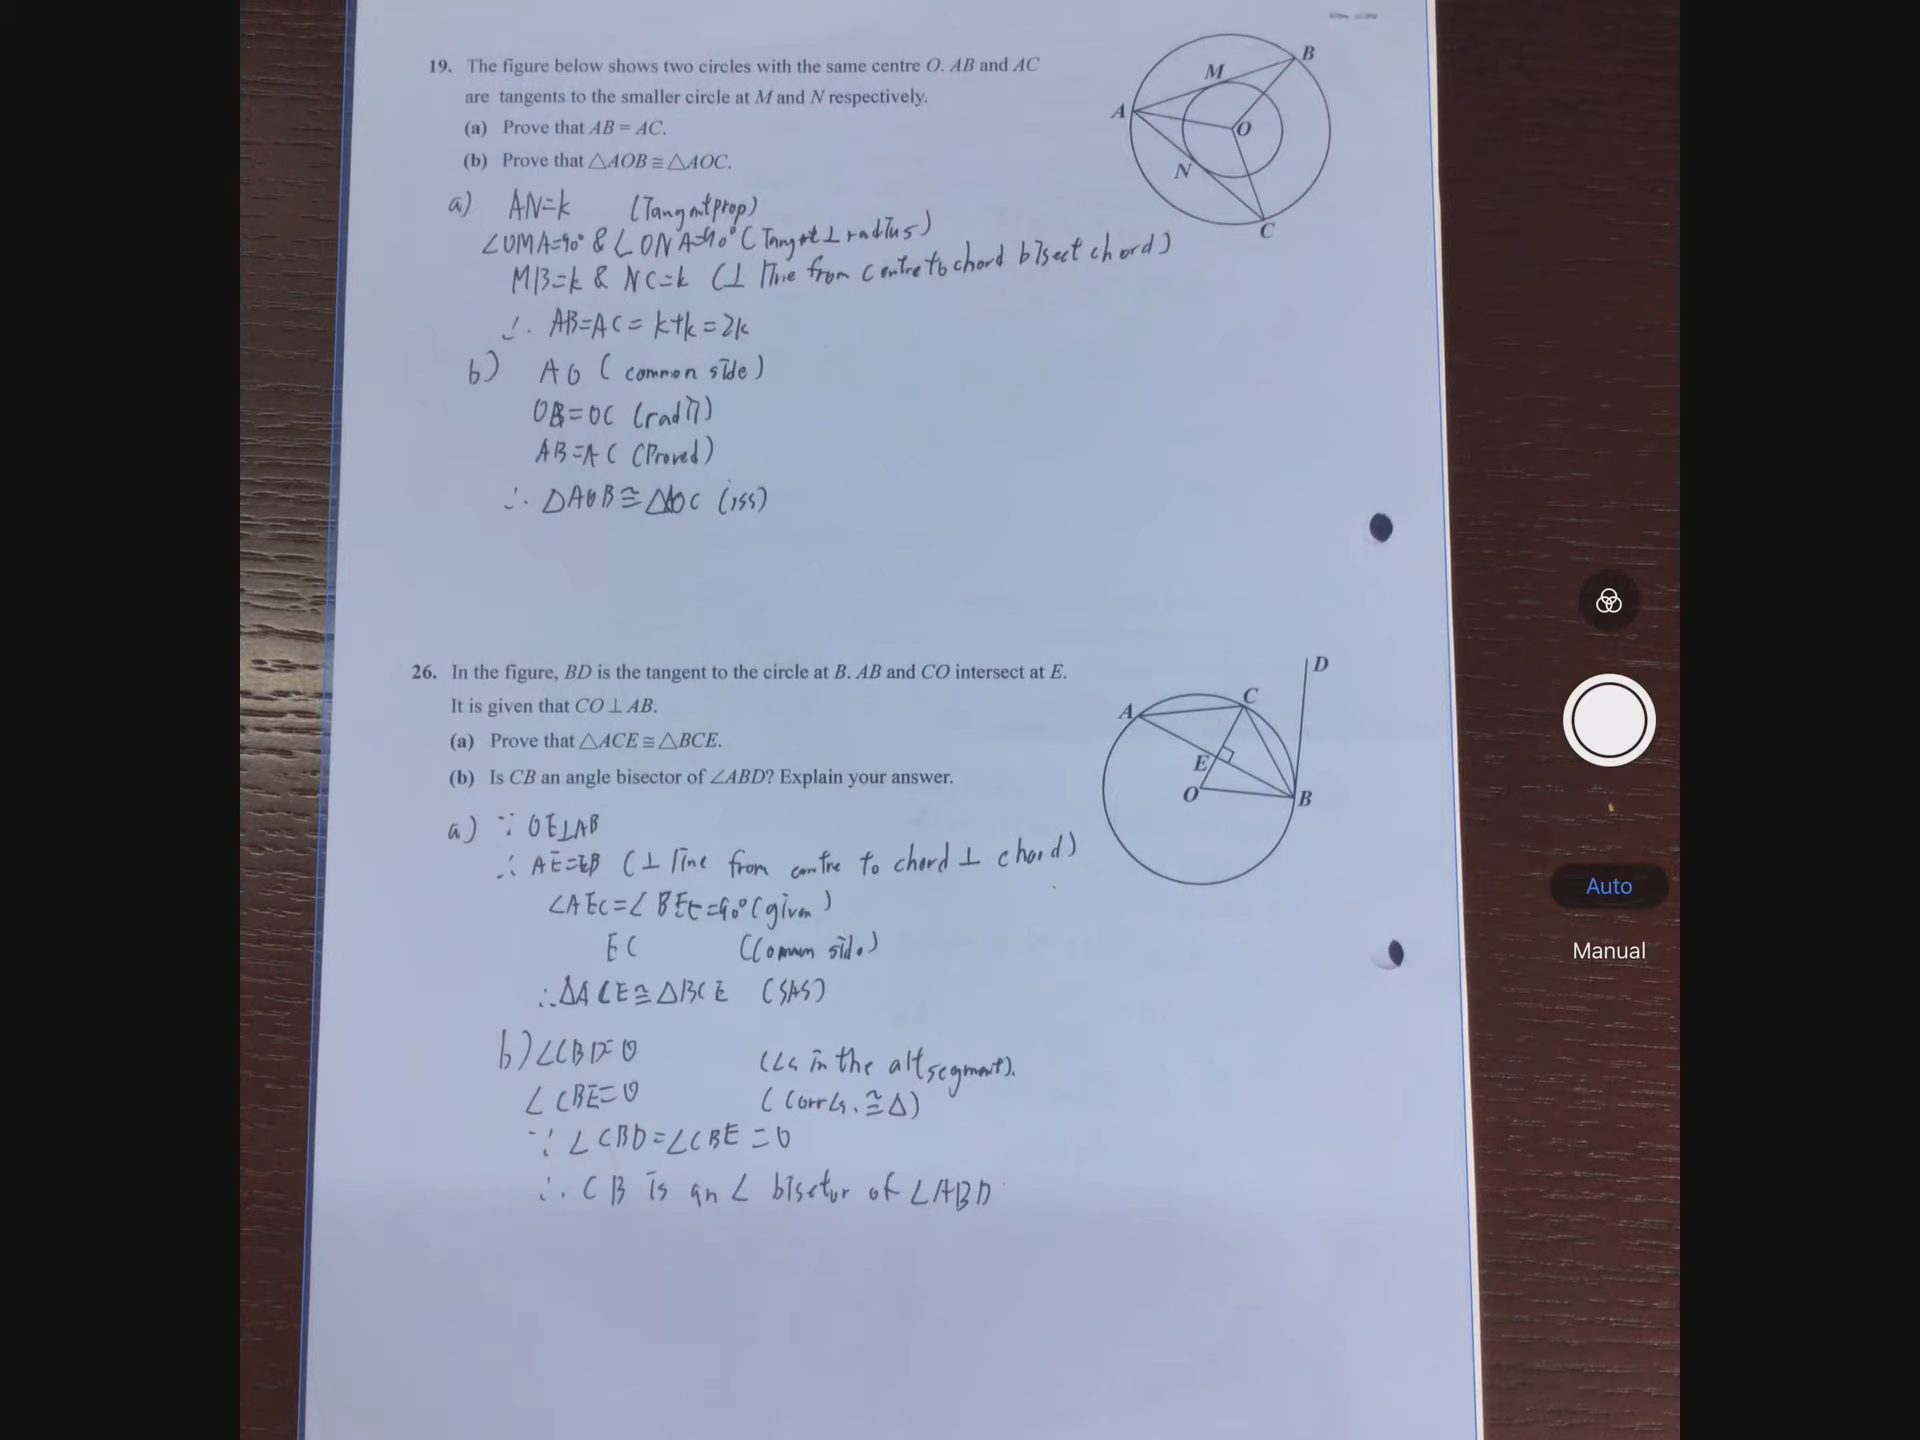 19. The figure below shows two circles with the same centre O. AB and AC
are tangents to the smaller circle at M and N respectively.
(a) Prove that AB = AC.
(b) Prove that △AOB ≅ △AOC.
A
M
B
O
N
C
a) AN=k (Tangent prop)
∠OMA=90° & ∠ONA=90° (Tangent ⊥ radius)
MB=k & NC=k (⊥ line from centre to chord bisect chord)
∴ AB=AC= k+k=2k
b) AO (common side)
OB=OC (radii)
AB=AC (Proved)
∴ △AOB≅△AOC (sss)
26. In the figure, BD is the tangent to the circle at B. AB and CO intersect at E.
It is given that CO ⊥ AB.
(a) Prove that △ACE ≅ △BCE.
(b) Is CB an angle bisector of ∠ABD? Explain your answer.
D
A
C
E
O
B
a) ∵ OE⊥AB
∴ AE=EB (⊥ line from centre to chord ⊥ chord)
∠AEC=∠BEC=90° (given)
EC (Common side)
∴ △ACE≅△BCE (SAS)
b) ∠CBD=θ (∠s in the alt segment).
∠CBE=θ (Corr ∠s. ≅△)
∵ ∠CBD=∠CBE=θ
∴ CB is an ∠ bisetor of ∠ABD
Auto
Manual